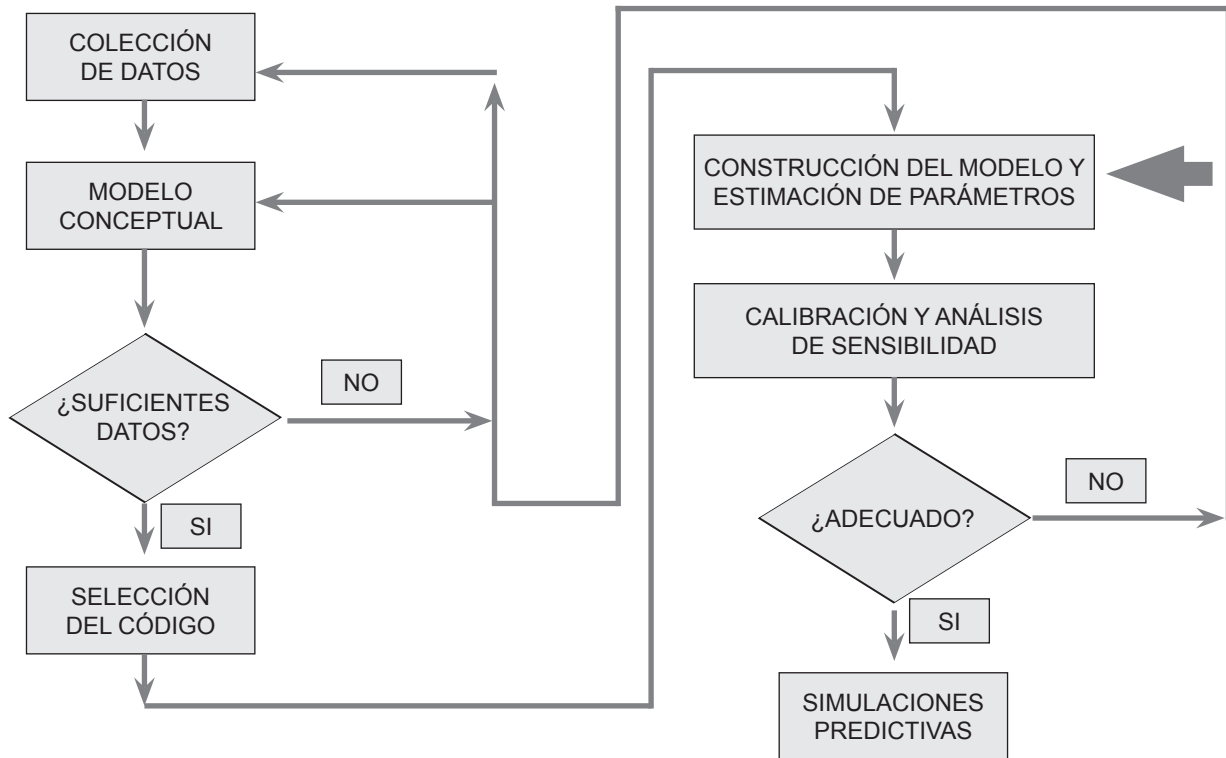 COLECCIÓN
DE DATOS
MODELO
CONCEPTUAL
¿SUFICIENTES
DATOS?
NO
SI
SELECCIÓN
DEL CÓDIGO
CONSTRUCCIÓN DEL MODELO Y
ESTIMACIÓN DE PARÁMETROS
CALIBRACIÓN Y ANÁLISIS
DE SENSIBILIDAD
¿ADECUADO?
NO
SI
SIMULACIONES
PREDICTIVAS